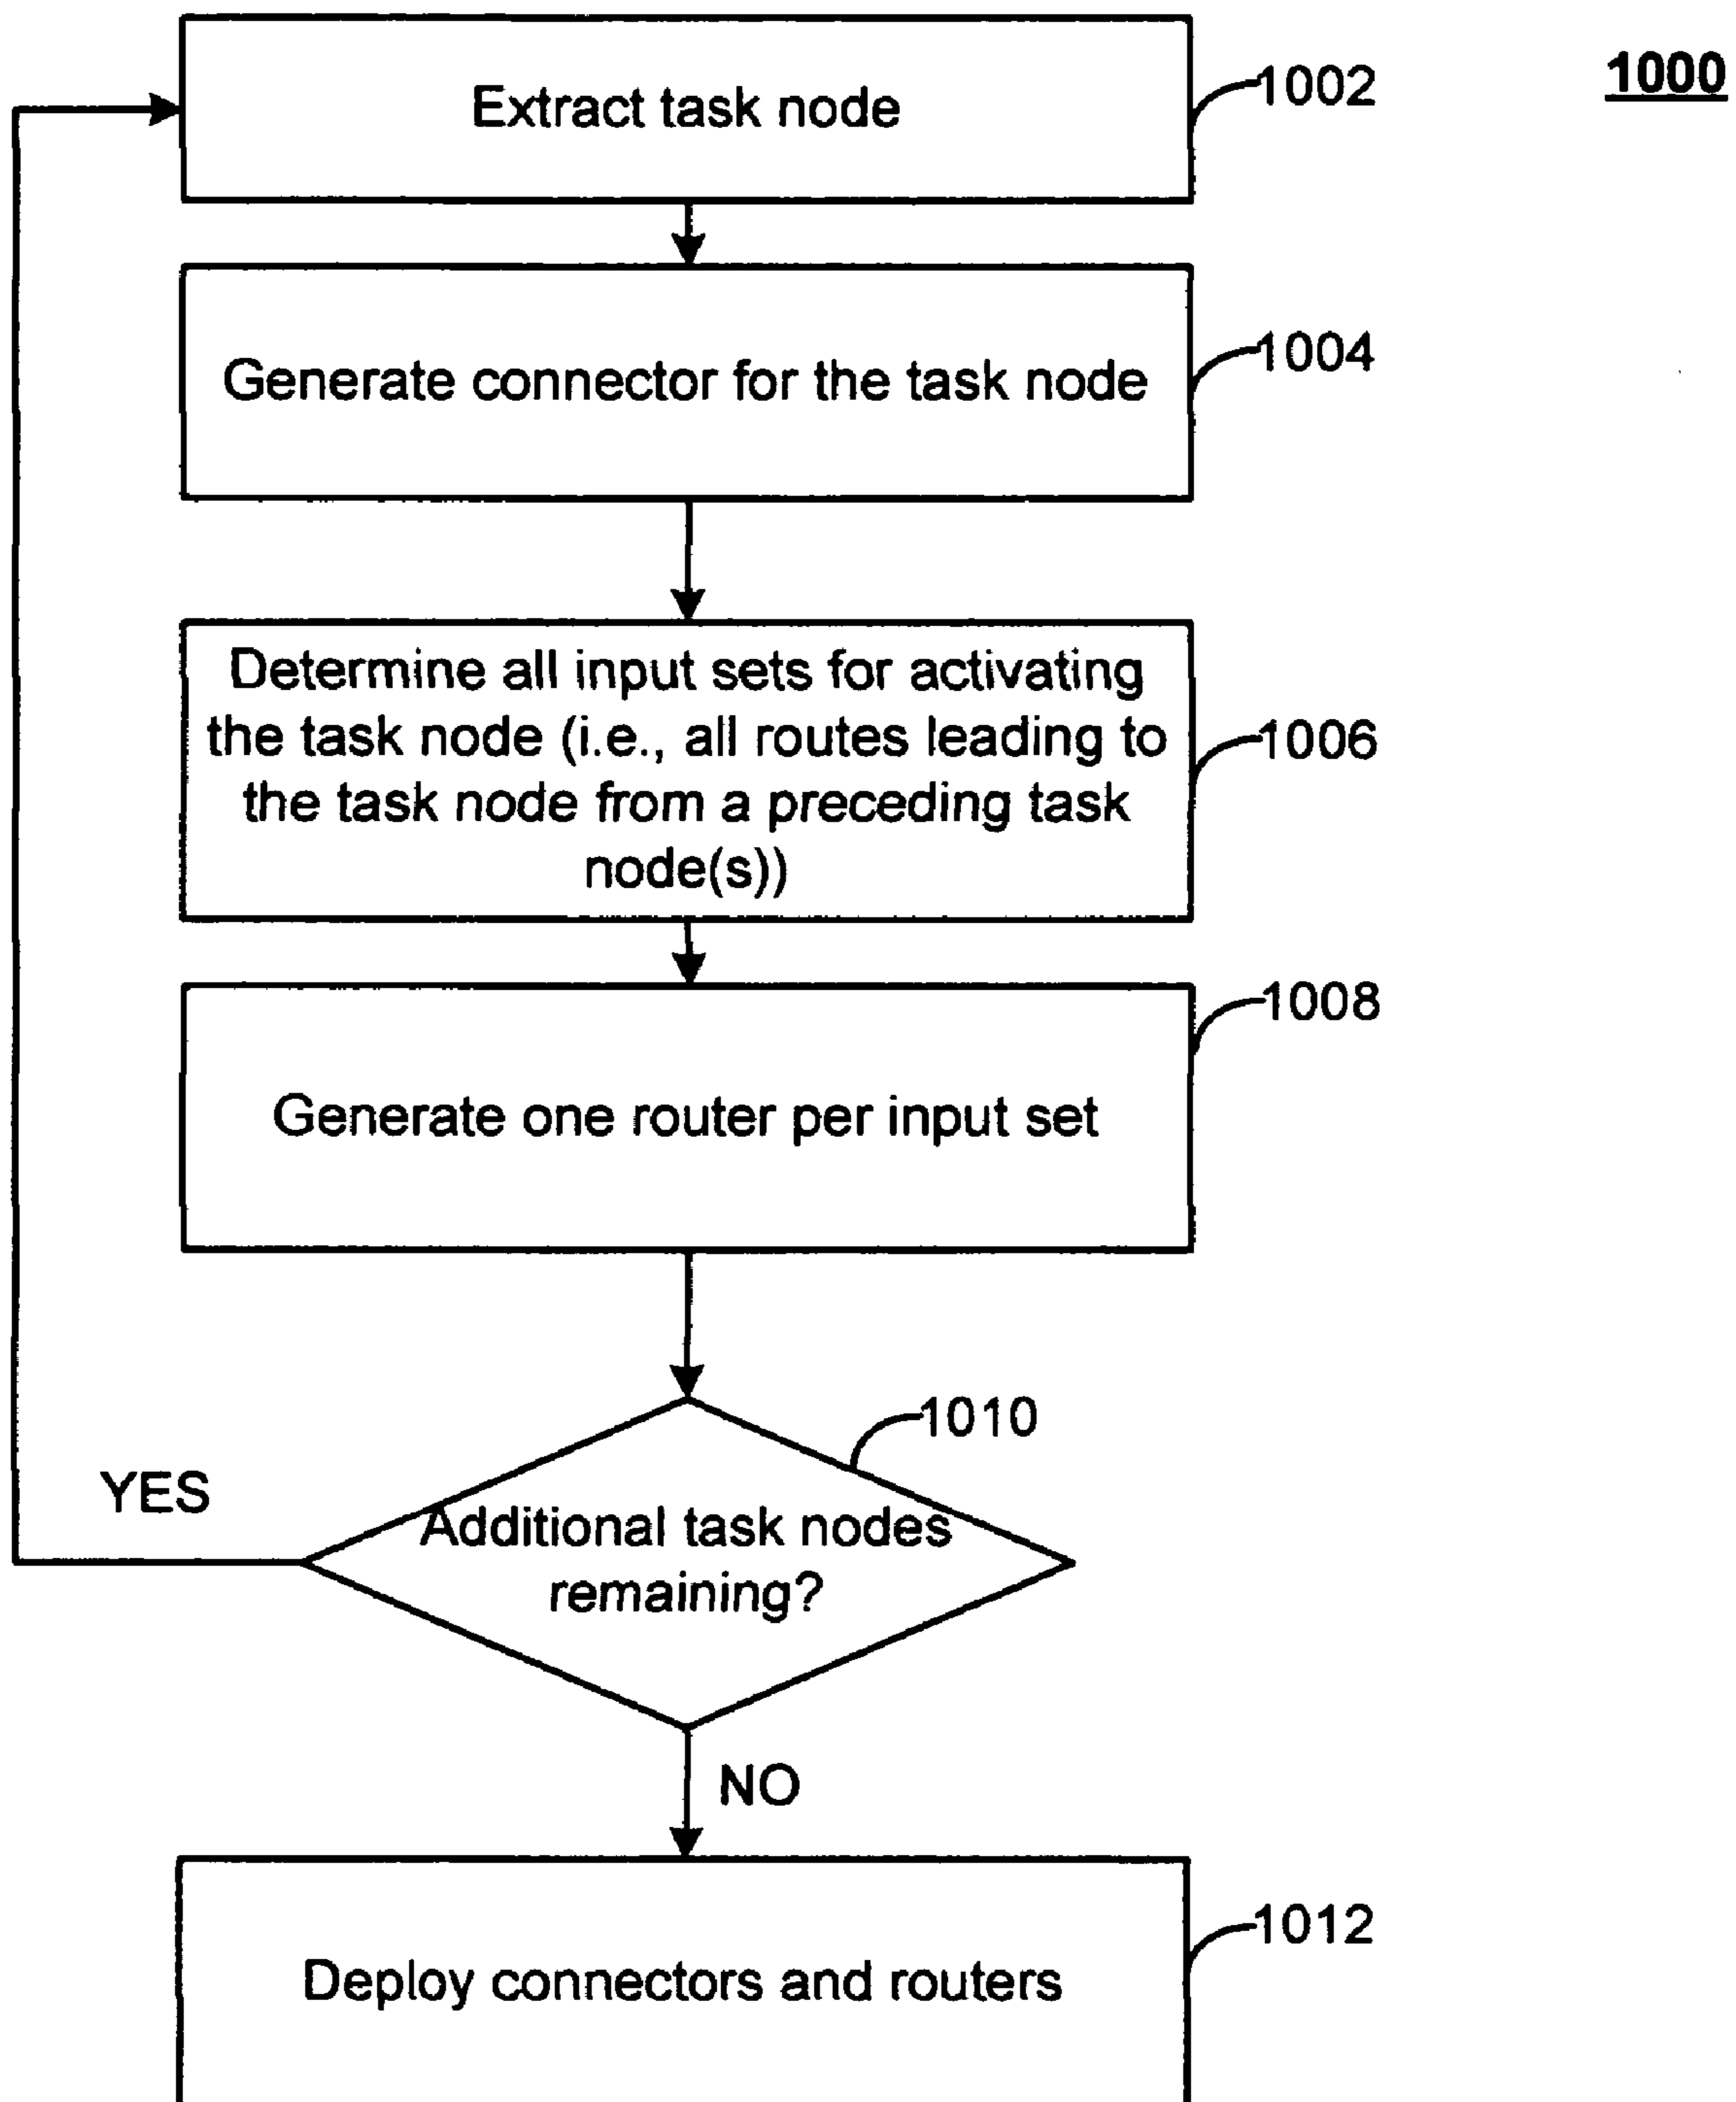 1000
Extract task node
1002
Generate connector for the task node
1004
Determine all input sets for activating
the task node (i.e., all routes leading to
the task node from a preceding task
node(s))
1006
Generate one router per input set
1008
1010
YES
Additional task nodes
remaining?
NO
Deploy connectors and routers
1012